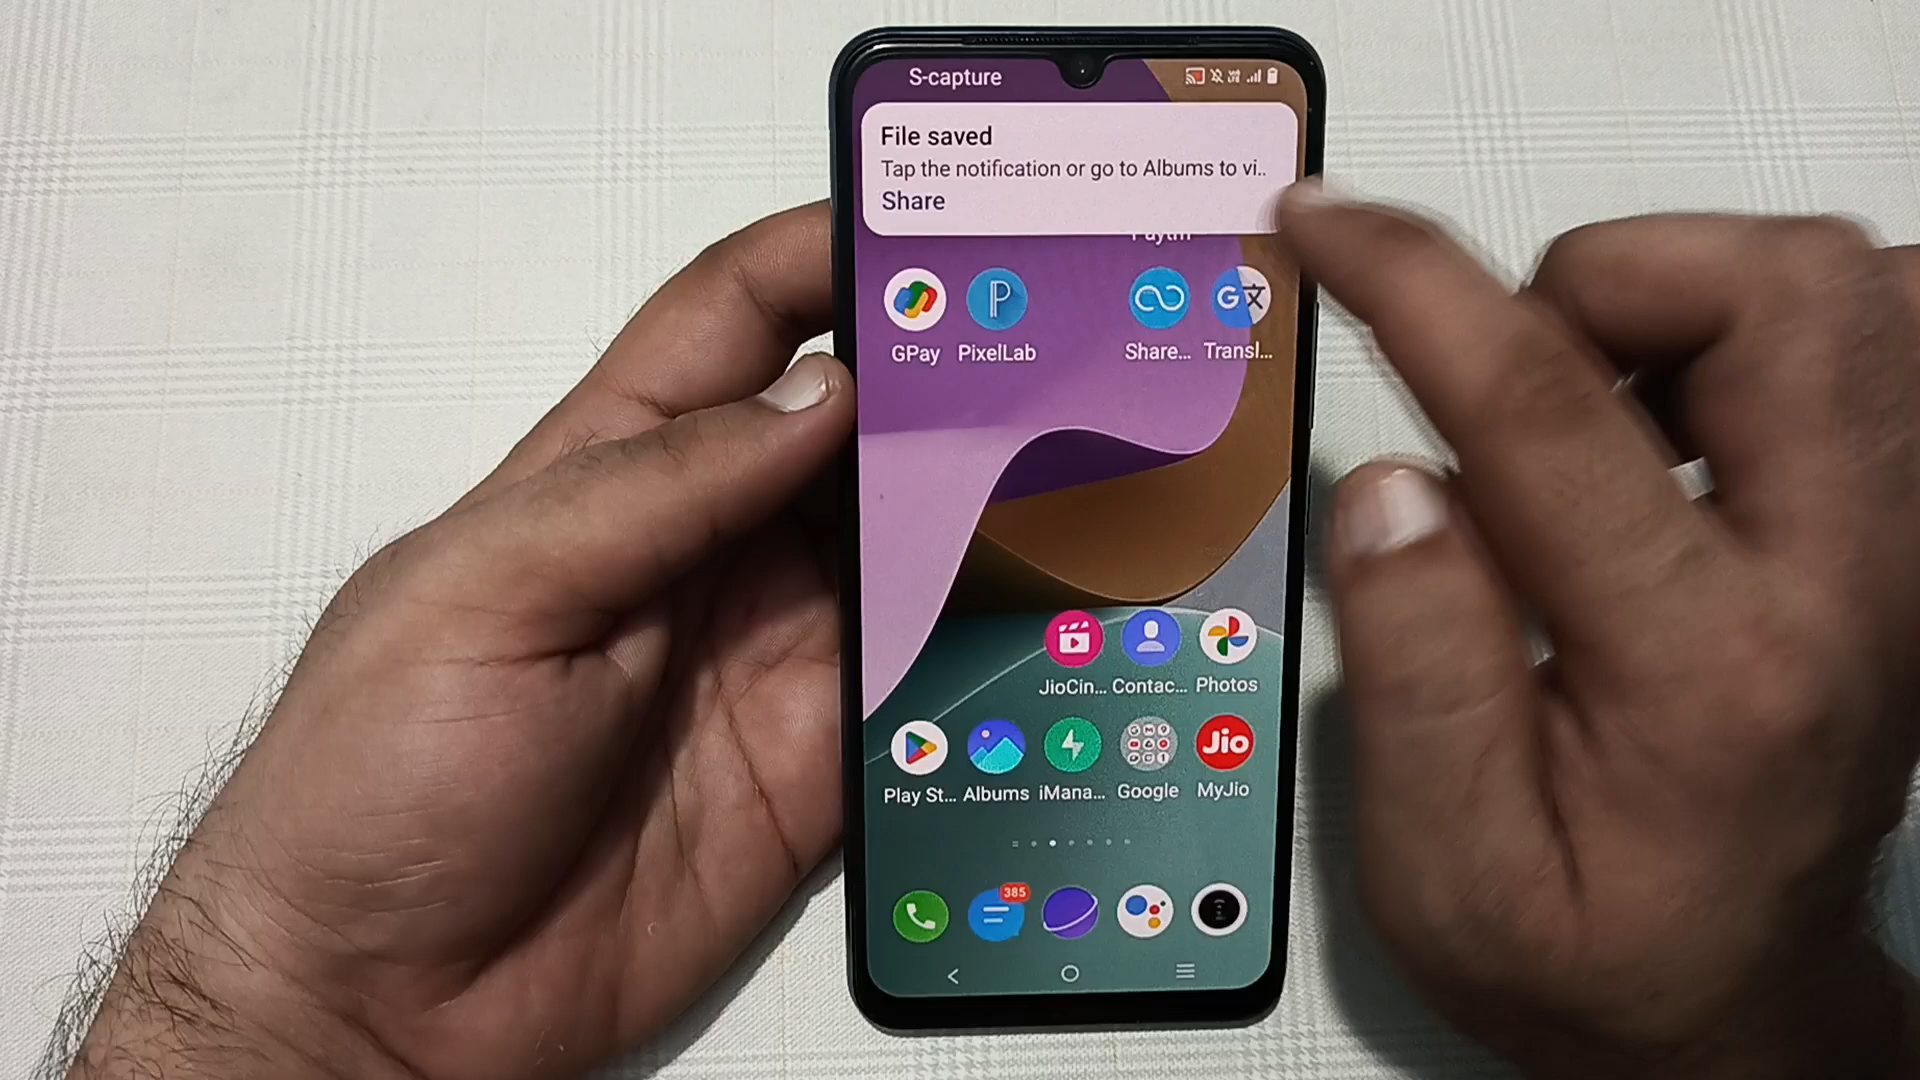 S-capture
File saved
Tap the notification or go to Albums to vi..
Share
Paytm
GPay PixelLab Share... Transl...
JioCin... Contac... Photos
Jio
Play St... Albums iMana... Google MyJio
385